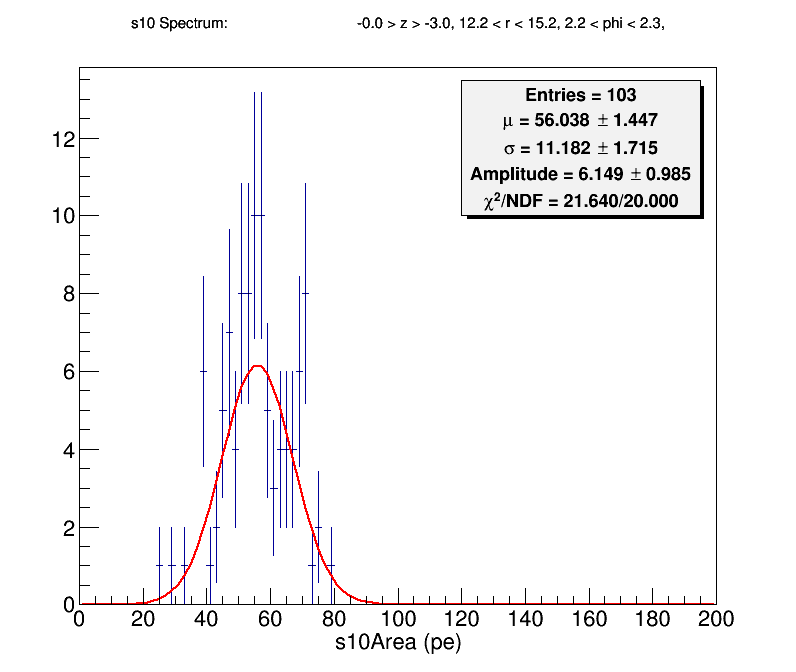 s10 Spectrum: -0.0 > z > -3.0, 12.2 < r < 15.2, 2.2 < phi < 2.3,
Entries = 103
μ = 56.038 ± 1.447
σ = 11.182 ± 1.715
Amplitude = 6.149 ± 0.985
χ²/NDF = 21.640/20.000
12
10
8
6
4
2
0
0 20 40 60 80 100 120 140 160 180 200
s10Area (pe)